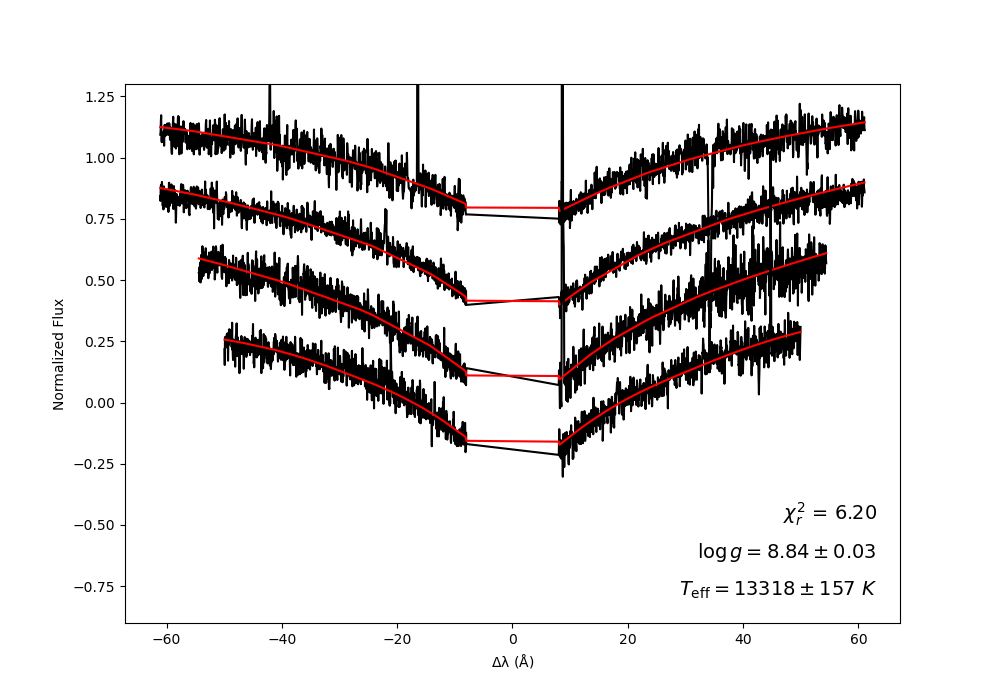 1.25
1.00
0.75
0.50
0.25
0.00
−0.25
−0.50
−0.75
Normalized Flux
χ²ᵣ = 6.20
log g = 8.84 ± 0.03
T_eff = 13318 ± 157 K
−60 −40 −20 0 20 40 60
Δλ (Å)